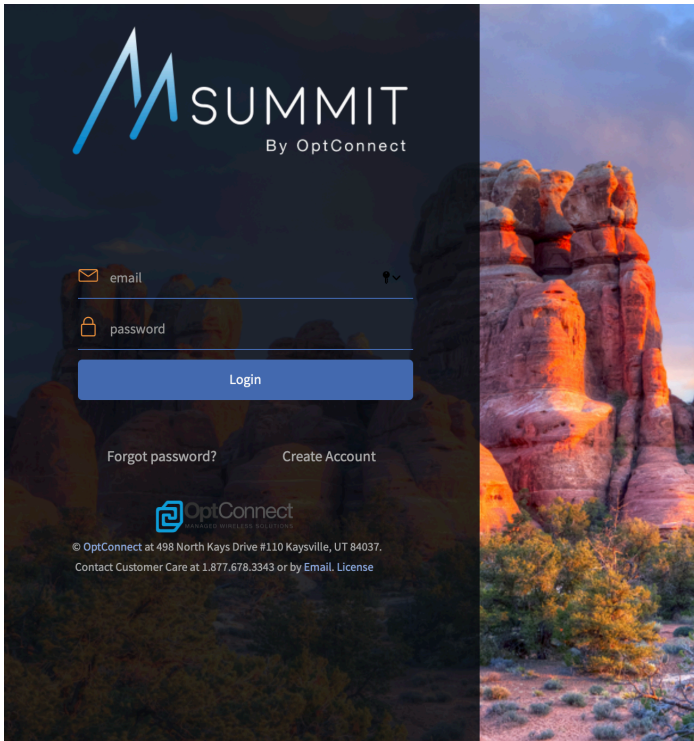 SUMMIT
By OptConnect
email
password
Login
Forgot password? Create Account
OptConnect
MANAGED WIRELESS SOLUTIONS
© OptConnect at 498 North Kays Drive #110 Kaysville, UT 84037.
Contact Customer Care at 1.877.678.3343 or by Email. License